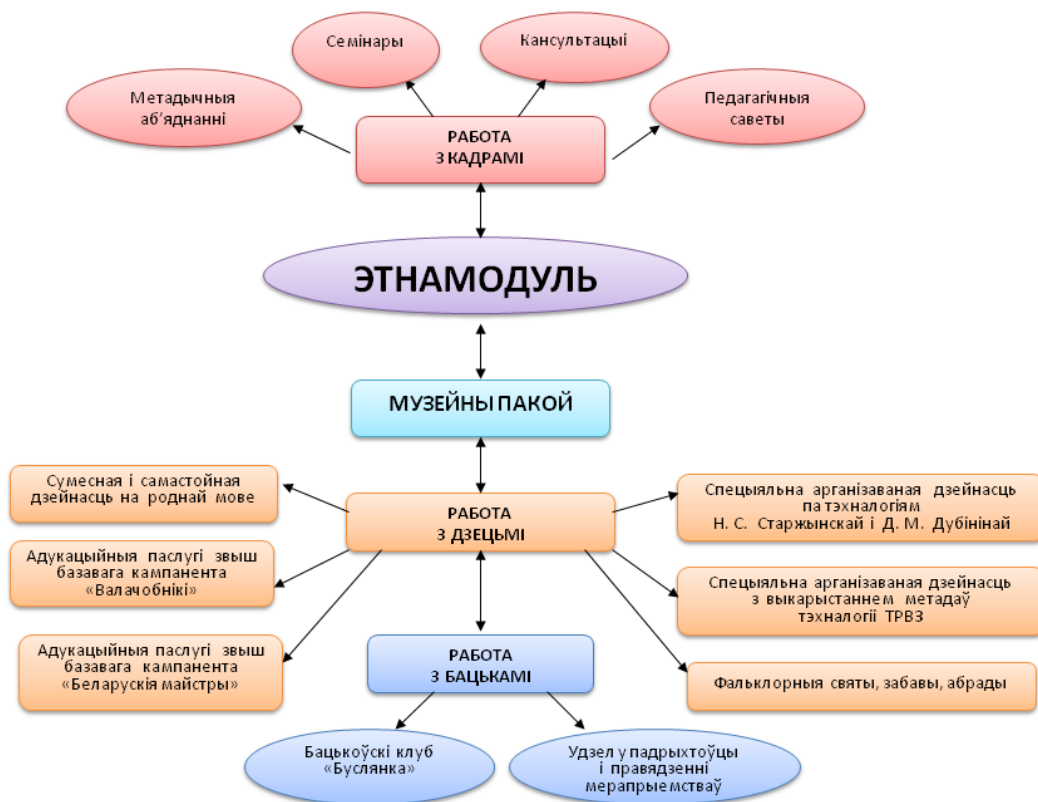 Семінары
Кансультацыі
Метадычныя
аб’яднанні
Педагагічныя
саветы
РАБОТА
З КАДРАМІ
ЭТНАМОДУЛЬ
МУЗЕЙНЫ ПАКОЙ
Сумесная і самастойная
дзейнасць на роднай мове
Адукацыйныя паслугі звыш
базавага кампанента
«Валачобнікі»
Адукацыйныя паслугі звыш
базавага кампанента
«Беларускія майстры»
РАБОТА
З ДЗЕЦЬМІ
Спецыяльна арганізаваная дзейнасць
па тэхналогіям
Н. С. Старжынскай і Д. М. Дубінінай
Спецыяльна арганізаваная дзейнасць
з выкарыстаннем метадаў
тэхналогіі ТРВЗ
Фальклорныя святы, забавы, абрады
РАБОТА
З БАЦЬКАМІ
Бацькоўскі клуб
«Буслянка»
Удзел у падрыхтоўцы
і правядзенні
мерапрыемстваў